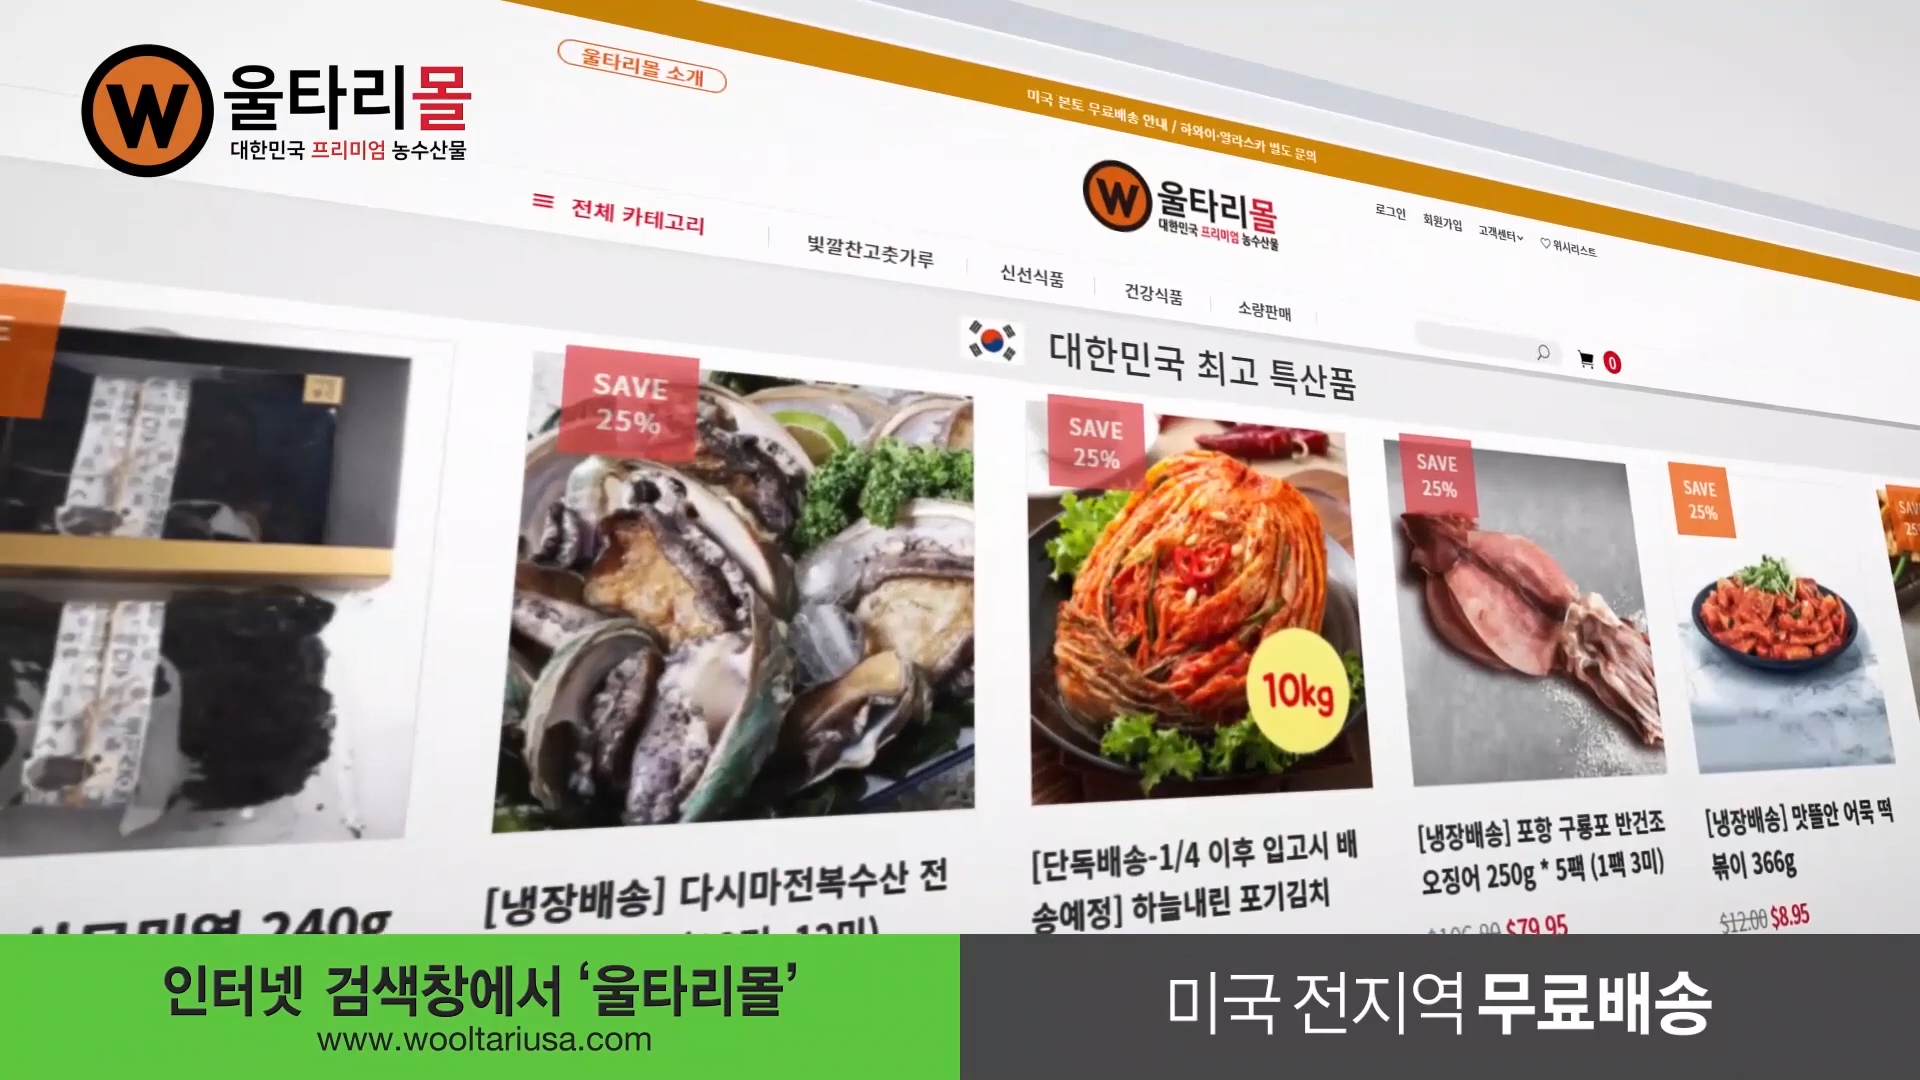 W 울타리몰
대한민국 프리미엄 농수산물
울타리몰 소개
미국 본토 무료배송 안내 / 하와이·알라스카 별도 문의
W 울타리몰
대한민국 프리미엄 농수산물
로그인 회원가입 고객센터 위시리스트
전체 카테고리
빛깔찬고춧가루
신선식품
건강식품
소량판매
0
대한민국 최고 특산품
SAVE
25%
SAVE
25%
10kg
SAVE
25%
SAVE
25%
240g
[냉장배송] 다시마전복수산 전
[단독배송-1/4 이후 입고시 배
송예정] 하늘내린 포기김치
[냉장배송] 포항 구룡포 반건조
오징어 250g * 5팩 (1팩 3미)
$79.95
[냉장배송] 맛뜰안 어묵 떡
볶이 366g
$12.00 $8.95
인터넷 검색창에서 ‘울타리몰’
www.wooltariusa.com
미국 전지역 무료배송